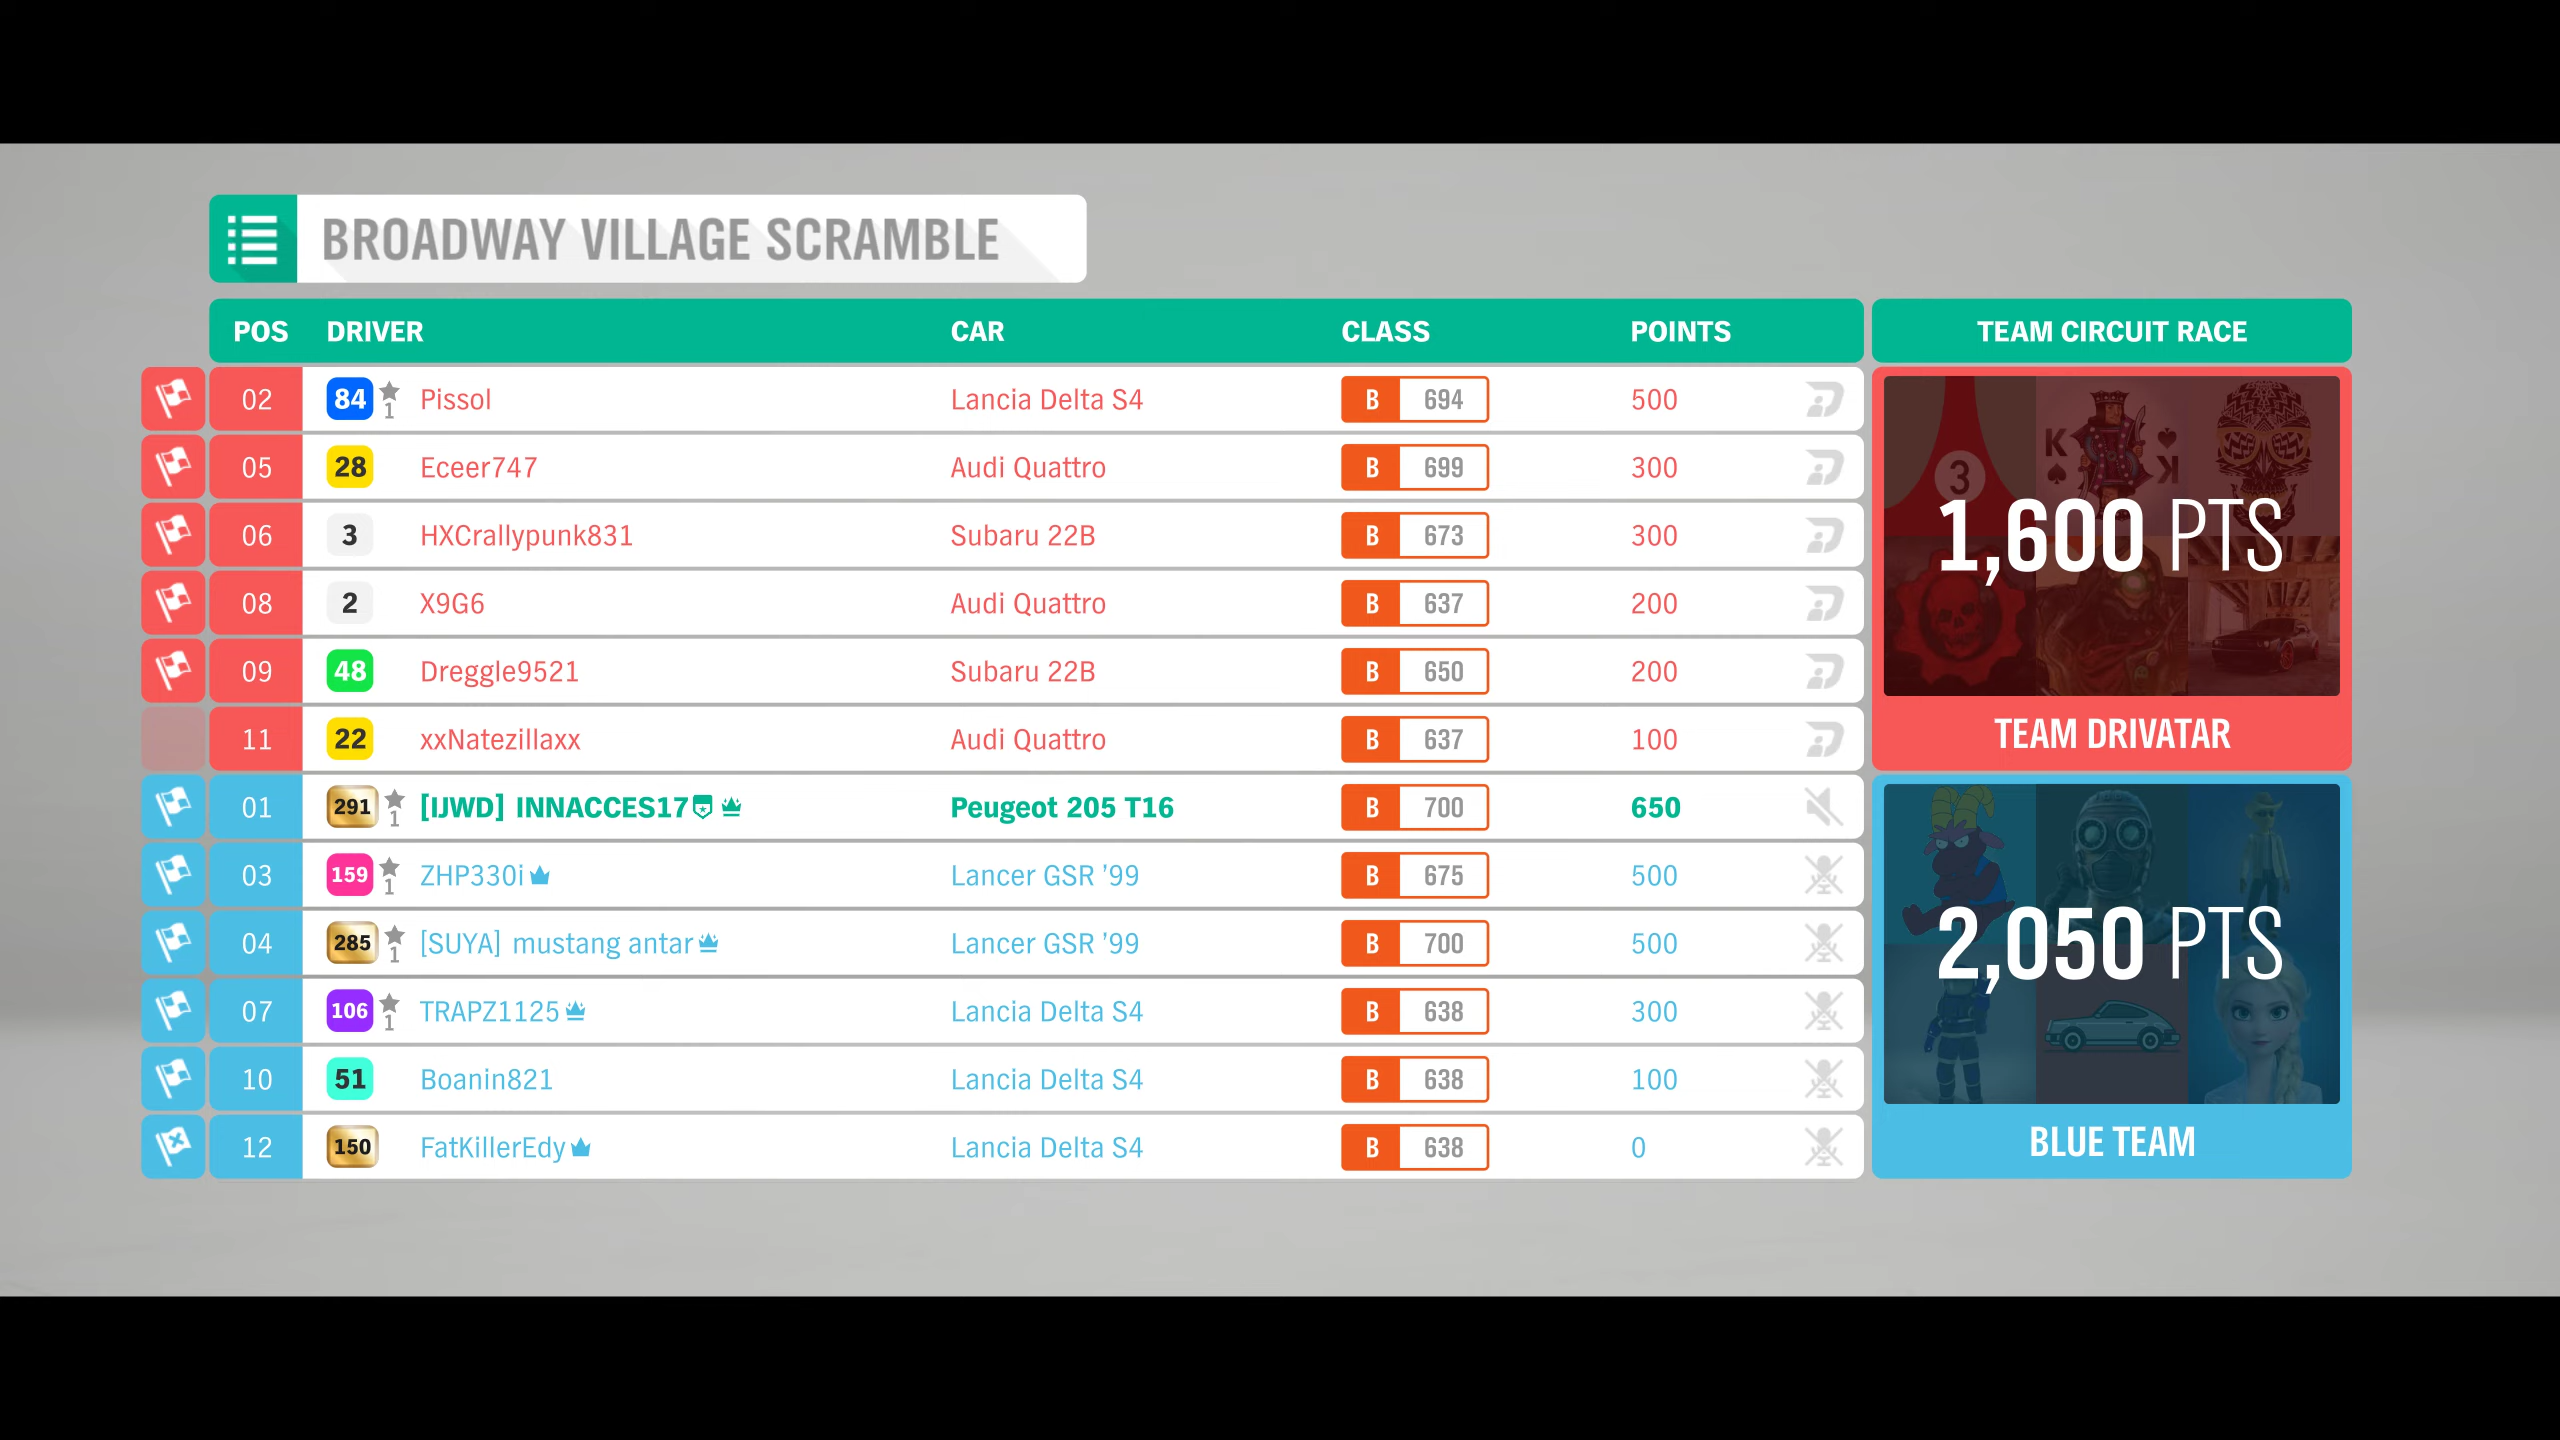 BROADWAY VILLAGE SCRAMBLE
POS DRIVER CAR CLASS POINTS TEAM CIRCUIT RACE
02 84 1 Pissol Lancia Delta S4 B 694 500
05 28 Eceer747 Audi Quattro B 699 300
06 3 HXCrallypunk831 Subaru 22B B 673 300
08 2 X9G6 Audi Quattro B 637 200
09 48 Dreggle9521 Subaru 22B B 650 200
11 22 xxNatezillaxx Audi Quattro B 637 100
3
K
K
1,600 PTS
TEAM DRIVATAR
01 291 1 [IJWD] INNACCES17 Peugeot 205 T16 B 700 650
03 159 1 ZHP330i Lancer GSR '99 B 675 500
04 285 1 [SUYA] mustang antar Lancer GSR '99 B 700 500
07 106 1 TRAPZ1125 Lancia Delta S4 B 638 300
10 51 Boanin821 Lancia Delta S4 B 638 100
12 150 FatKillerEdy Lancia Delta S4 B 638 0
2,050 PTS
BLUE TEAM